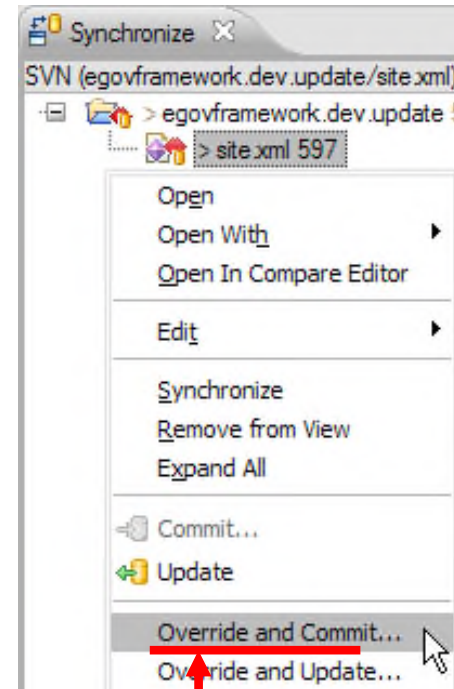 Synchronize
SVN (egovframework.dev.update/site.xml)
> egovframework.dev.update
> site.xml 597
Open
Open With
Open In Compare Editor
Edit
Synchronize
Remove from View
Expand All
Commit...
Update
Override and Commit...
Override and Update...